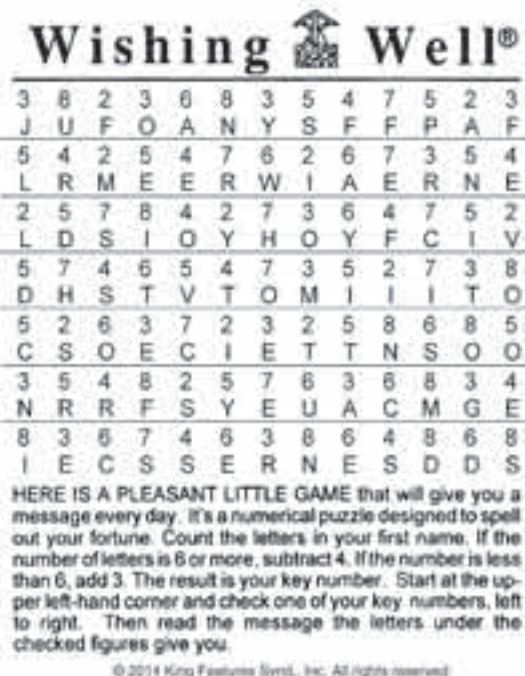 Wishing Well®
3 8 2 3 6 8 3 5 4 7 5 2 3
J U F O A N Y S F F P A F
5 4 2 5 4 7 6 2 6 7 3 5 4
L R M E E R W I A E R N E
2 5 7 8 4 2 7 3 6 4 7 5 2
L D S I O Y H O Y F C I V
5 7 4 6 5 4 7 3 5 2 7 3 8
D H S T V T O M I I I T O
5 2 6 3 7 2 3 2 5 8 6 8 5
C S O E C I E T T N S O O
3 5 4 8 2 5 7 6 3 6 8 3 4
N R R F S Y E U A C M G E
8 3 6 7 4 6 3 8 6 4 8 6 8
I E C S S E R N E S D D S
HERE IS A PLEASANT LITTLE GAME that will give you a
message every day. It's a numerical puzzle designed to spell
out your fortune. Count the letters in your first name. If the
number of letters is 6 or more, subtract 4. If the number is less
than 6, add 3. The result is your key number. Start at the up-
per left-hand corner and check one of your key numbers, left
to right. Then read the message the letters under the
checked figures give you.
© 2014 King Features Synd., Inc. All rights reserved